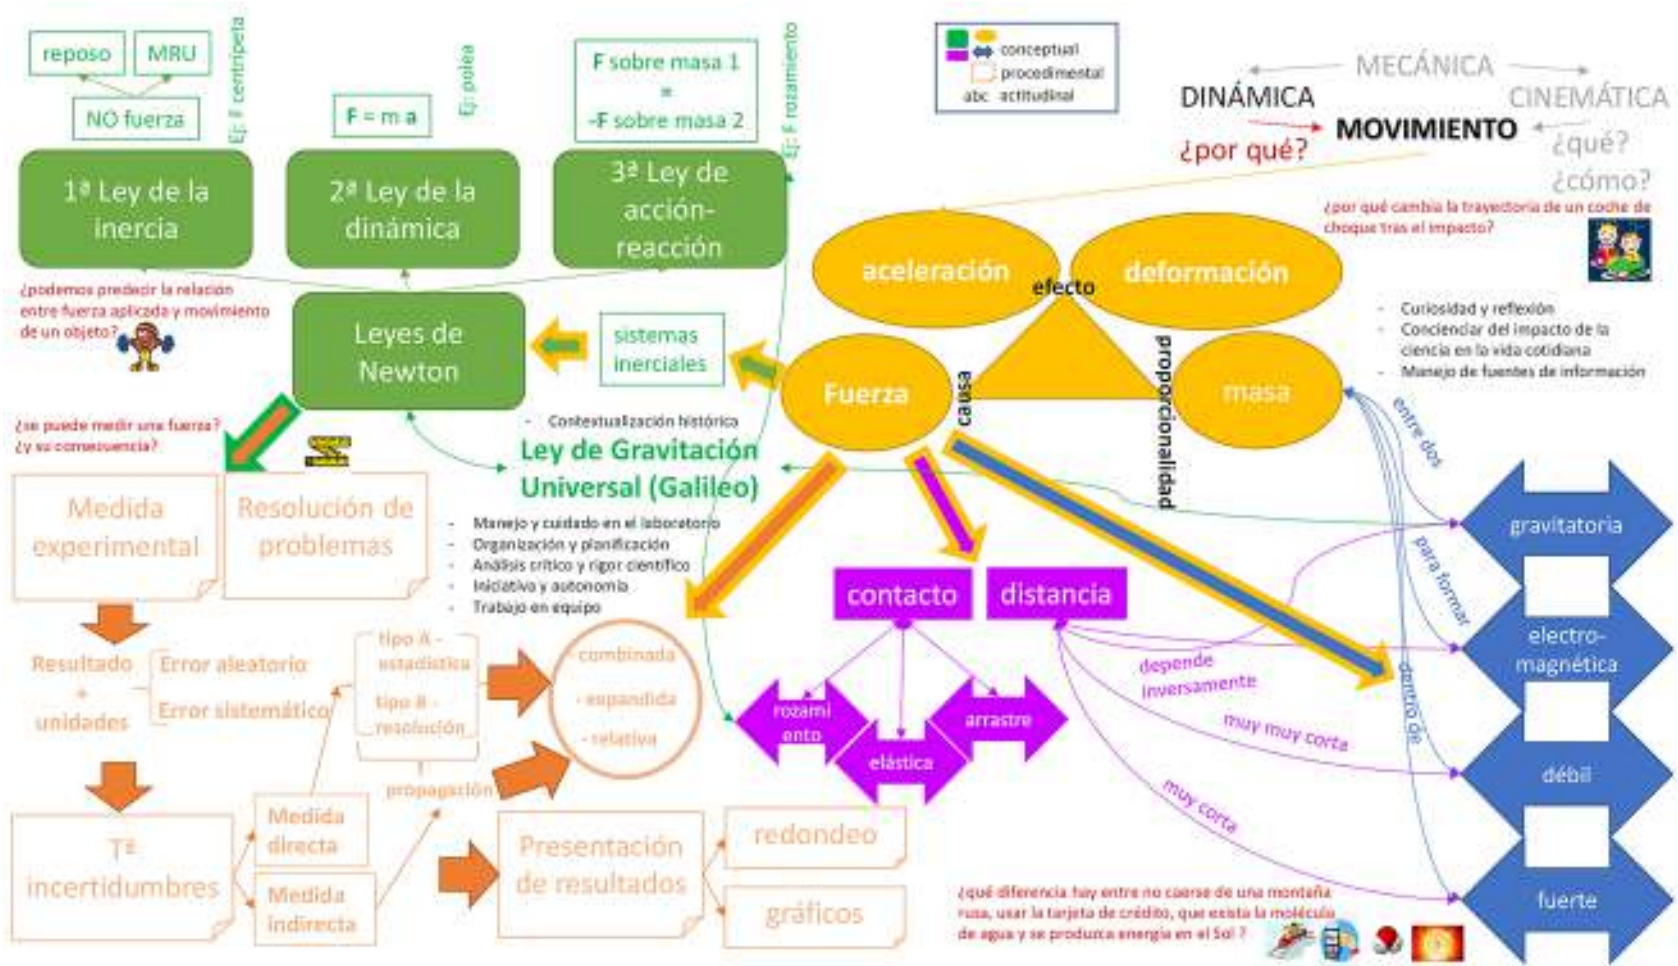 reposo
MRU
NO fuerza
Ej: F centrípeta
F = m a
Ej: polea
F sobre masa 1
=
-F sobre masa 2
Ej: F rozamiento
conceptual
procedimental
abc actitudinal
MECÁNICA
DINÁMICA
CINEMÁTICA
MOVIMIENTO
¿por qué?
¿qué?
¿cómo?
1ª Ley de la
inercia
2ª Ley de la
dinámica
3ª Ley de
acción-
reacción
¿por qué cambia la trayectoria de un coche de
choque tras el impacto?
aceleración
deformación
efecto
¿podemos predecir la relación
entre fuerza aplicada y movimiento
de un objeto?
Leyes de
Newton
sistemas
inerciales
Fuerza
causa
proporcionalidad
masa
- Curiosidad y reflexión
- Concienciar del impacto de la
ciencia en la vida cotidiana
- Manejo de fuentes de información
¿se puede medir una fuerza?
¿y su consecuencia?
- Contextualización histórica
Ley de Gravitación
Universal (Galileo)
entre dos
para formar
dentro de
Medida
experimental
Resolución de
problemas
- Manejo y cuidado en el laboratorio
- Organización y planificación
- Análisis crítico y rigor científico
- Iniciativa y autonomía
- Trabajo en equipo
gravitatoria
electro-
magnética
débil
fuerte
contacto
distancia
depende
inversamente
muy muy corta
muy corta
rozami
ento
elástica
arrastre
Resultado
+
unidades
Error aleatorio
Error sistemático
tipo A -
estadística
tipo B -
resolución
propagación
combinada
- expandida
- relativa
Tª
incertidumbres
Medida
directa
Medida
indirecta
Presentación
de resultados
redondeo
gráficos
¿qué diferencia hay entre no caerse de una montaña
rusa, usar la tarjeta de crédito, que exista la molécula
de agua y se produzca energía en el Sol ?